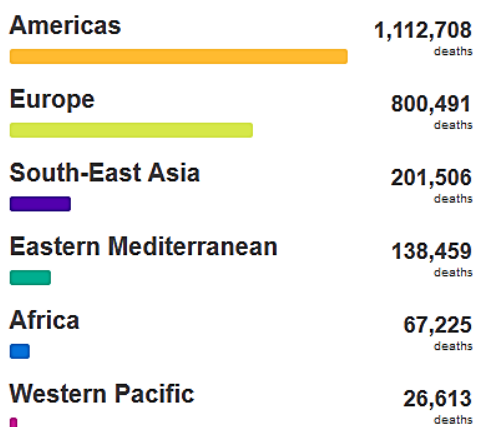 Americas
1,112,708
deaths
Europe
800,491
deaths
South-East Asia
201,506
deaths
Eastern Mediterranean
138,459
deaths
Africa
67,225
deaths
Western Pacific
26,613
deaths